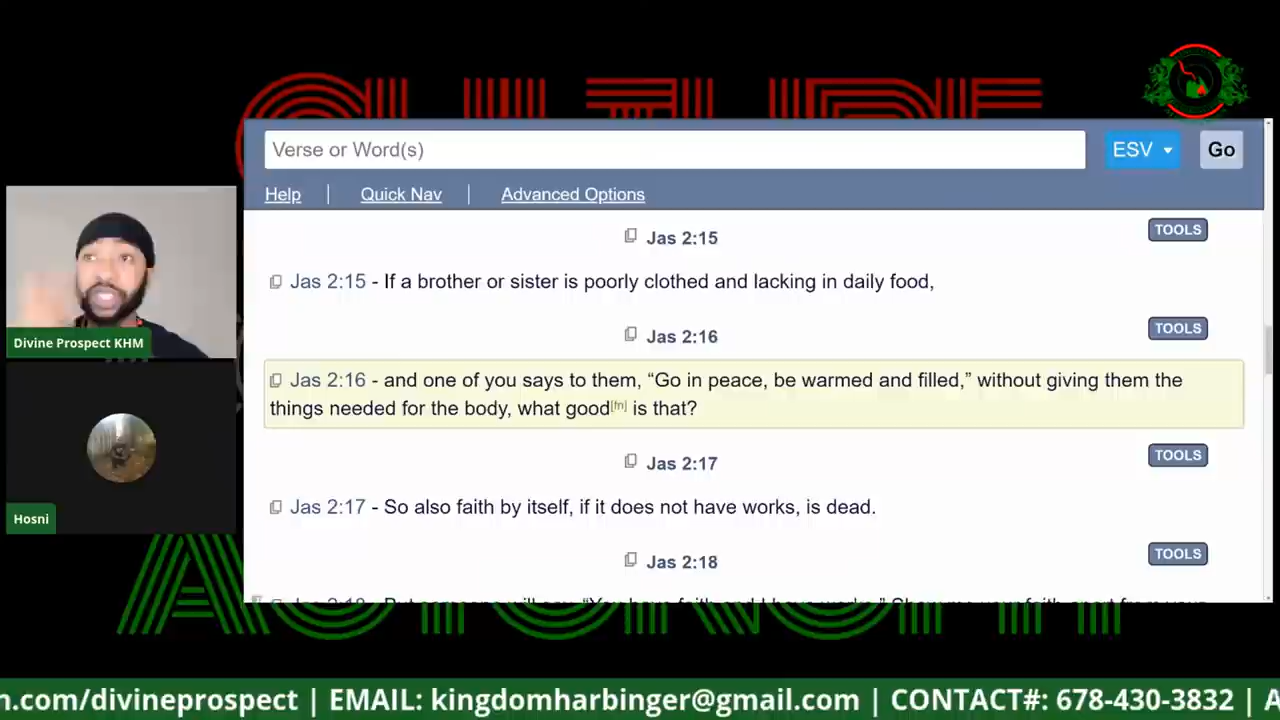 Verse or Word(s)
ESV
Go
Help | Quick Nav | Advanced Options
Jas 2:15
TOOLS
Jas 2:15 - If a brother or sister is poorly clothed and lacking in daily food,
Jas 2:16
TOOLS
Jas 2:16 - and one of you says to them, “Go in peace, be warmed and filled,” without giving them the
things needed for the body, what good[fn] is that?
Jas 2:17
TOOLS
Jas 2:17 - So also faith by itself, if it does not have works, is dead.
Jas 2:18
TOOLS
Divine Prospect KHM
Hosni
n.com/divineprospect | EMAIL: kingdomharbinger@gmail.com | CONTACT#: 678-430-3832 | A